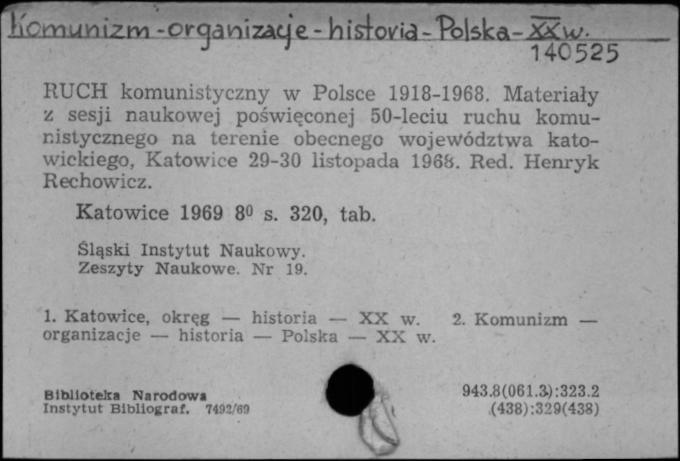 Komunizm - organizacje - historia - Polska - XX w.
140525
RUCH komunistyczny w Polsce 1918-1968. Materiały
z sesji naukowej poświęconej 50-leciu ruchu komu-
nistycznego na terenie obecnego województwa kato-
wickiego, Katowice 29-30 listopada 1968. Red. Henryk
Rechowicz.
Katowice 1969 8⁰ s. 320, tab.
Śląski Instytut Naukowy.
Zeszyty Naukowe. Nr 19.
1. Katowice, okręg — historia — XX w. 2. Komunizm —
organizacje — historia — Polska — XX w.
Biblioteka Narodowa
Instytut Bibliograf. 7492/69
943.8(061.3):323.2
(438):329(438)